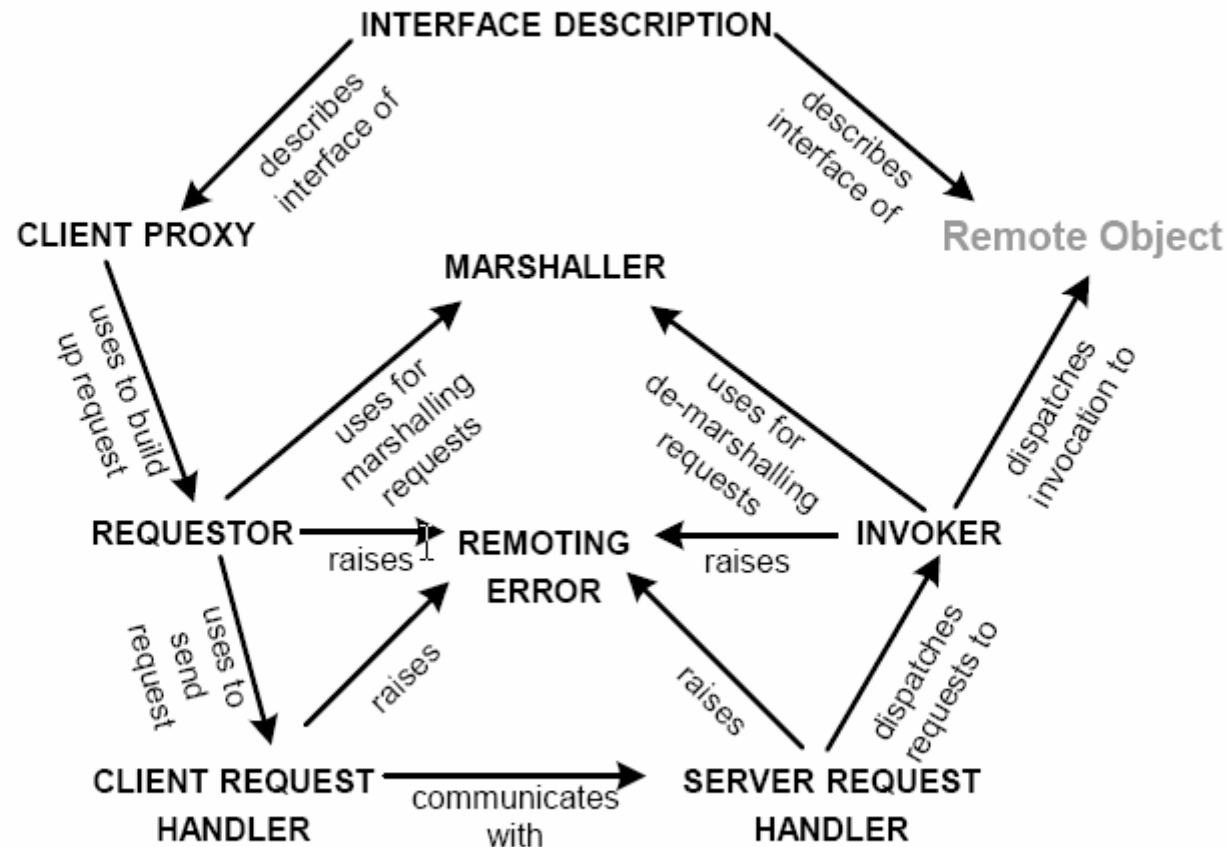 INTERFACE DESCRIPTION
describes
interface of
describes
interface of
CLIENT PROXY
Remote Object
MARSHALLER
uses to build
up request
uses for
marshalling
requests
uses for
de-marshalling
requests
dispatches
invocation to
REQUESTOR
raises
REMOTING
ERROR
raises
INVOKER
uses to
send
request
raises
raises
dispatches
requests to
CLIENT REQUEST
HANDLER
communicates
with
SERVER REQUEST
HANDLER